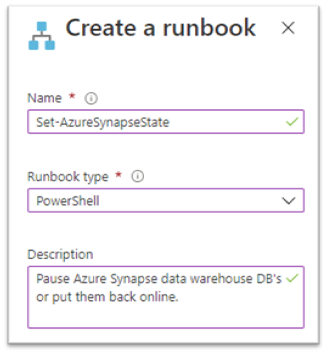 Create a runbook
Name *
Set-AzureSynapseState
Runbook type *
PowerShell
Description
Pause Azure Synapse data warehouse DB's
or put them back online.